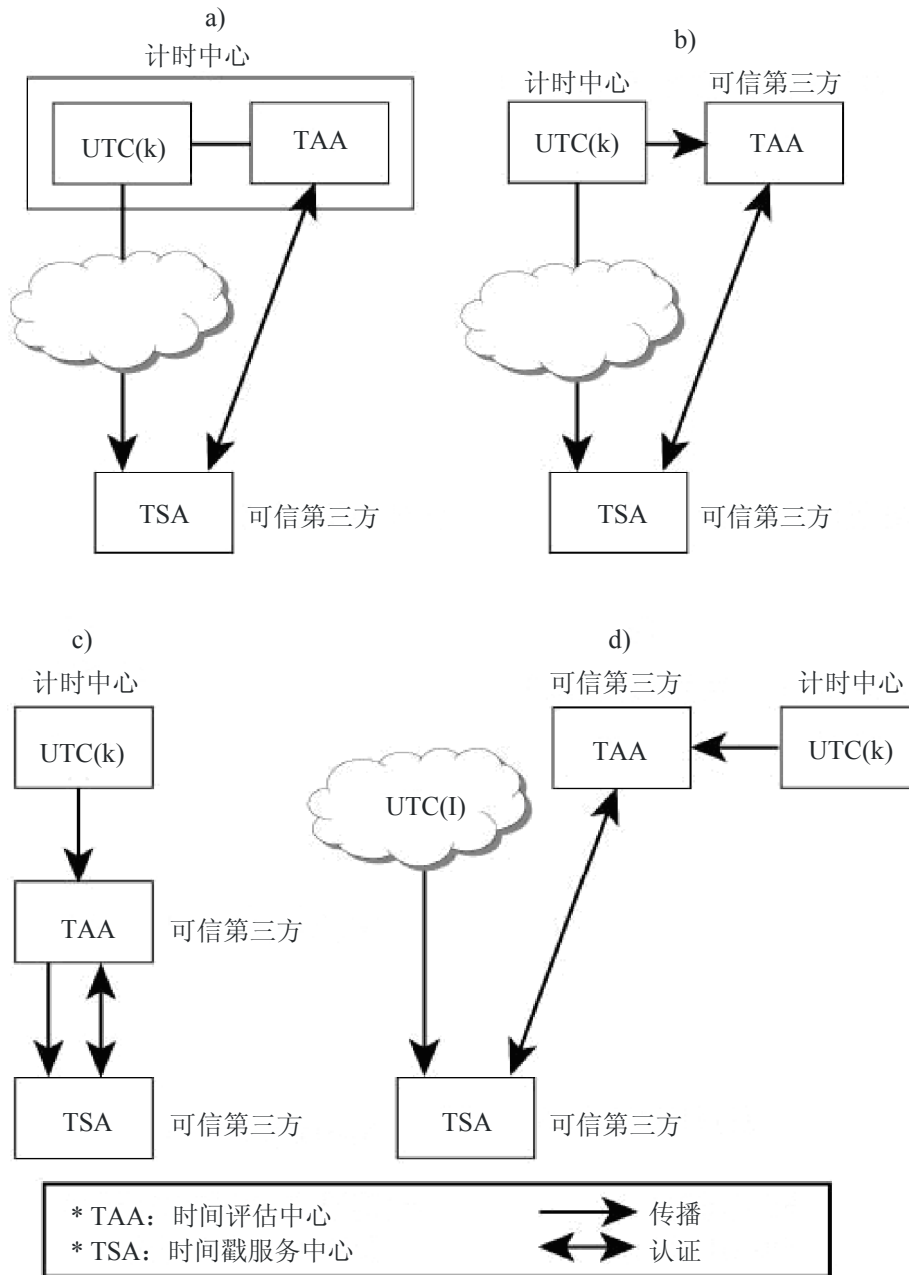 a)
计时中心
UTC(k)
TAA
TSA
可信第三方
b)
计时中心
可信第三方
UTC(k)
TAA
TSA
可信第三方
c)
计时中心
UTC(k)
TAA
可信第三方
TSA
可信第三方
d)
可信第三方
计时中心
TAA
UTC(k)
UTC(I)
TSA
可信第三方
* TAA：时间评估中心
传播
* TSA：时间戳服务中心
认证